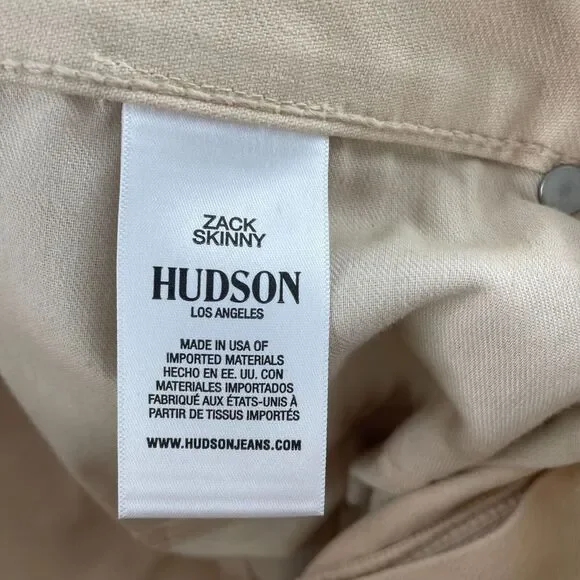 ZACK
SKINNY
HUDSON
LOS ANGELES
MADE IN USA OF
IMPORTED MATERIALS
HECHO EN EE. UU. CON
MATERIALES IMPORTADOS
FABRIQUÉ AUX ÉTATS-UNIS À
PARTIR DE TISSUS IMPORTÉS
WWW.HUDSONJEANS.COM